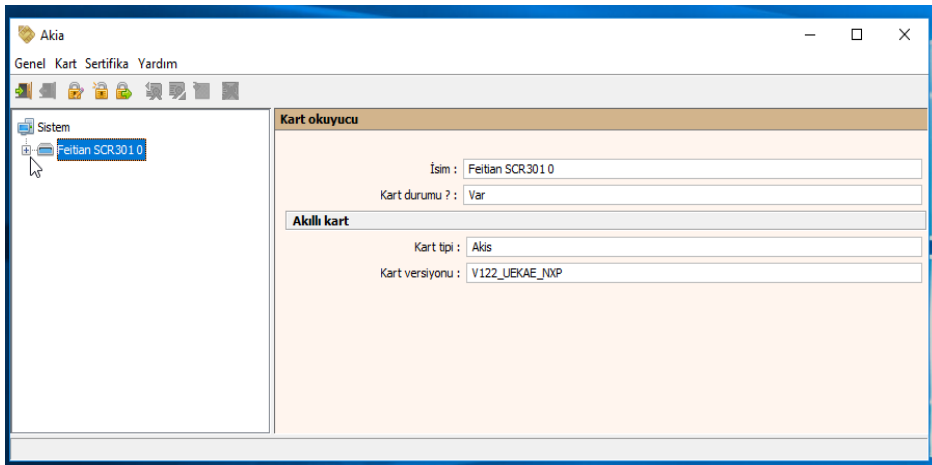 Akia
Genel Kart Sertifika Yardım
Sistem
Feitian SCR301 0
Kart okuyucu
İsim : Feitian SCR301 0
Kart durumu ? : Var
Akıllı kart
Kart tipi : Akis
Kart versiyonu : V122_UEKAE_NXP